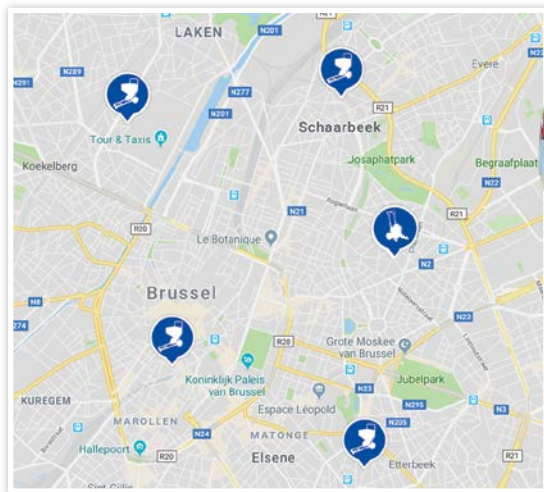 LAKEN
N201
N289
N291
N277
Evere
N201
R21
Tour & Taxis
Schaarbeek
Koekelberg
Josaphatpark
Begraafplaat
N22
N21
R21
R20
Le Botanique
N2
Brussel
N8
N23
R20
Grote Moskee
van Brussel
Koninklijk Paleis
van Brussel
Jubelpark
KUREGEM
N23
N295
Espace Léopold
N3
MAROLLEN
N205
N24
MATONGE
Hallepoort
Elsene
Etterbeek
R20
R21